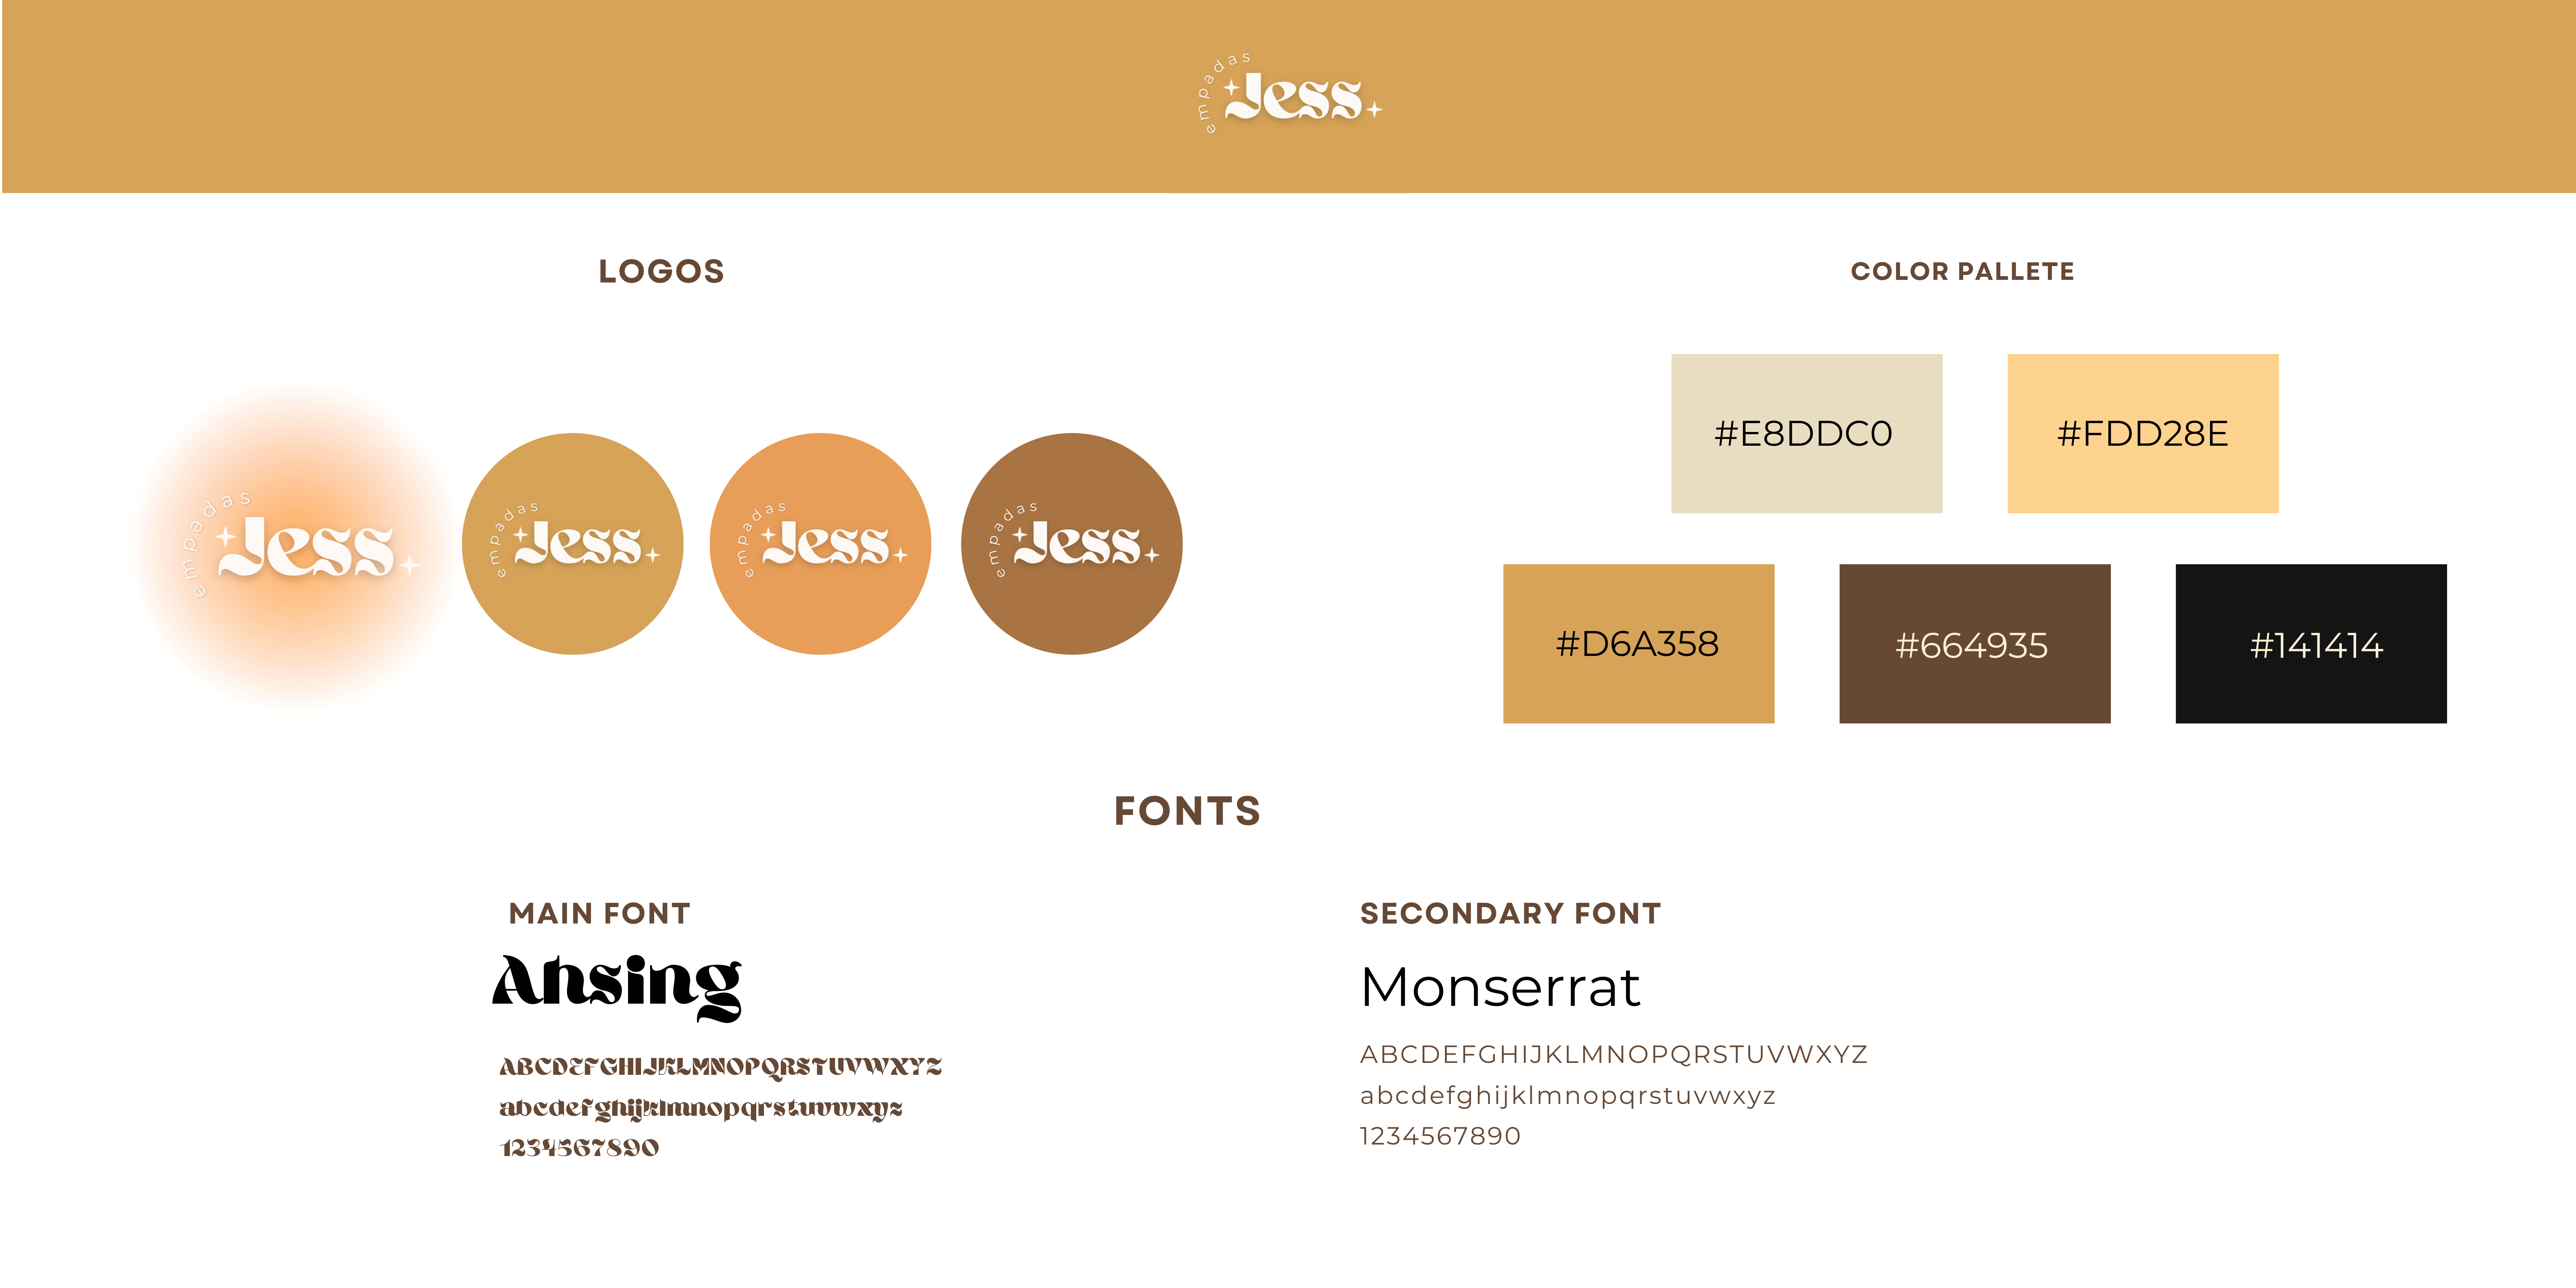 empadas
Jess
LOGOS
COLOR PALLETE
empadas
Jess
empadas
Jess
empadas
Jess
empadas
Jess
#E8DDC0
#FDD28E
#D6A358
#664935
#141414
FONTS
MAIN FONT
Ahsing
ABCDEFGHIJKLMNOPQRSTUVWXYZ
abcdefghijklmnopqrstuvwxyz
1234567890
SECONDARY FONT
Monserrat
ABCDEFGHIJKLMNOPQRSTUVWXYZ
abcdefghijklmnopqrstuvwxyz
1234567890